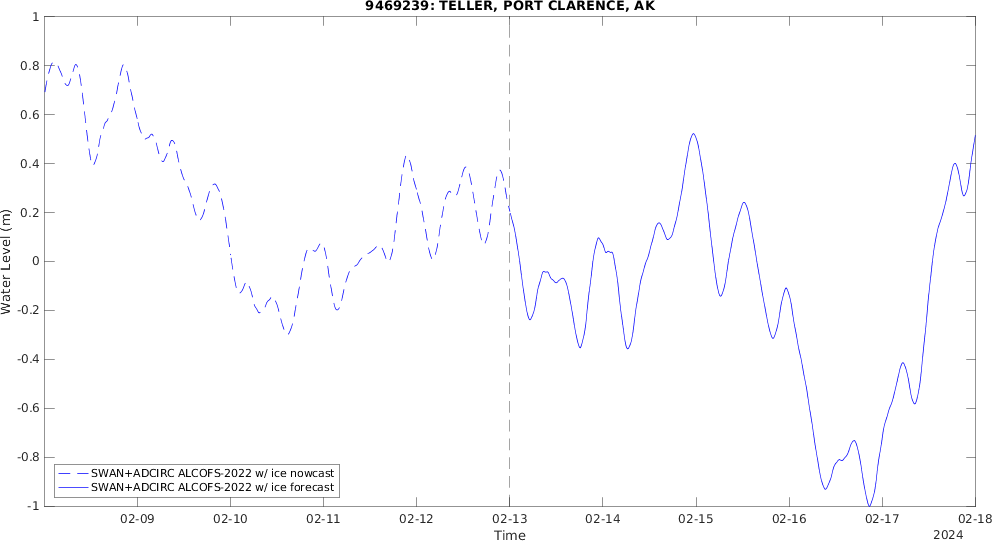 9469239: TELLER, PORT CLARENCE, AK
Water Level (m)
1
0.8
0.6
0.4
0.2
0
-0.2
-0.4
-0.6
-0.8
-1
SWAN+ADCIRC ALCOFS-2022 w/ ice nowcast
SWAN+ADCIRC ALCOFS-2022 w/ ice forecast
02-09 02-10 02-11 02-12 02-13 02-14 02-15 02-16 02-17 02-18
Time
2024